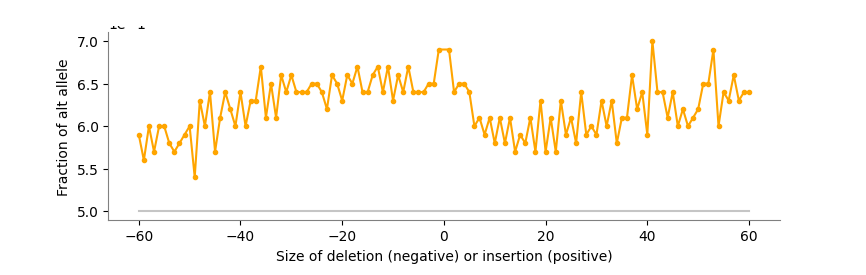 7.0
6.5
6.0
5.5
5.0
Fraction of alt allele
−60 −40 −20 0 20 40 60
Size of deletion (negative) or insertion (positive)